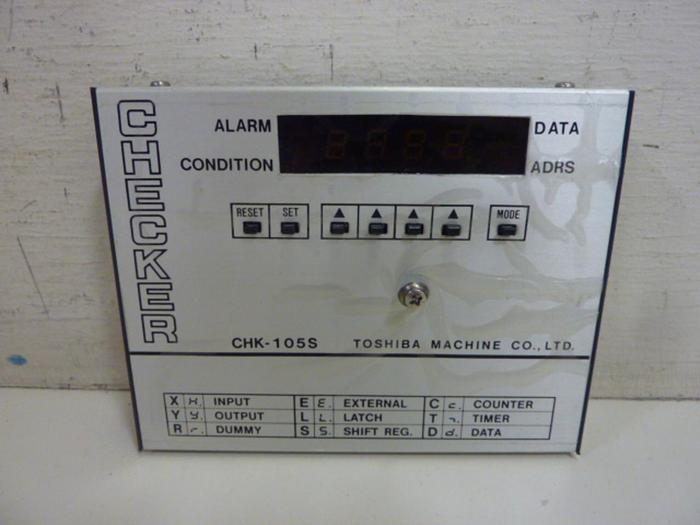 CHECKER
ALARM DATA
CONDITION ADRS
RESET SET ▲ ▲ ▲ ▲ MODE
CHK-105S TOSHIBA MACHINE CO., LTD.
X INPUT E E. EXTERNAL C c. COUNTER
Y y. OUTPUT L L. LATCH T TIMER
R r. DUMMY S S. SHIFT REG. D d. DATA